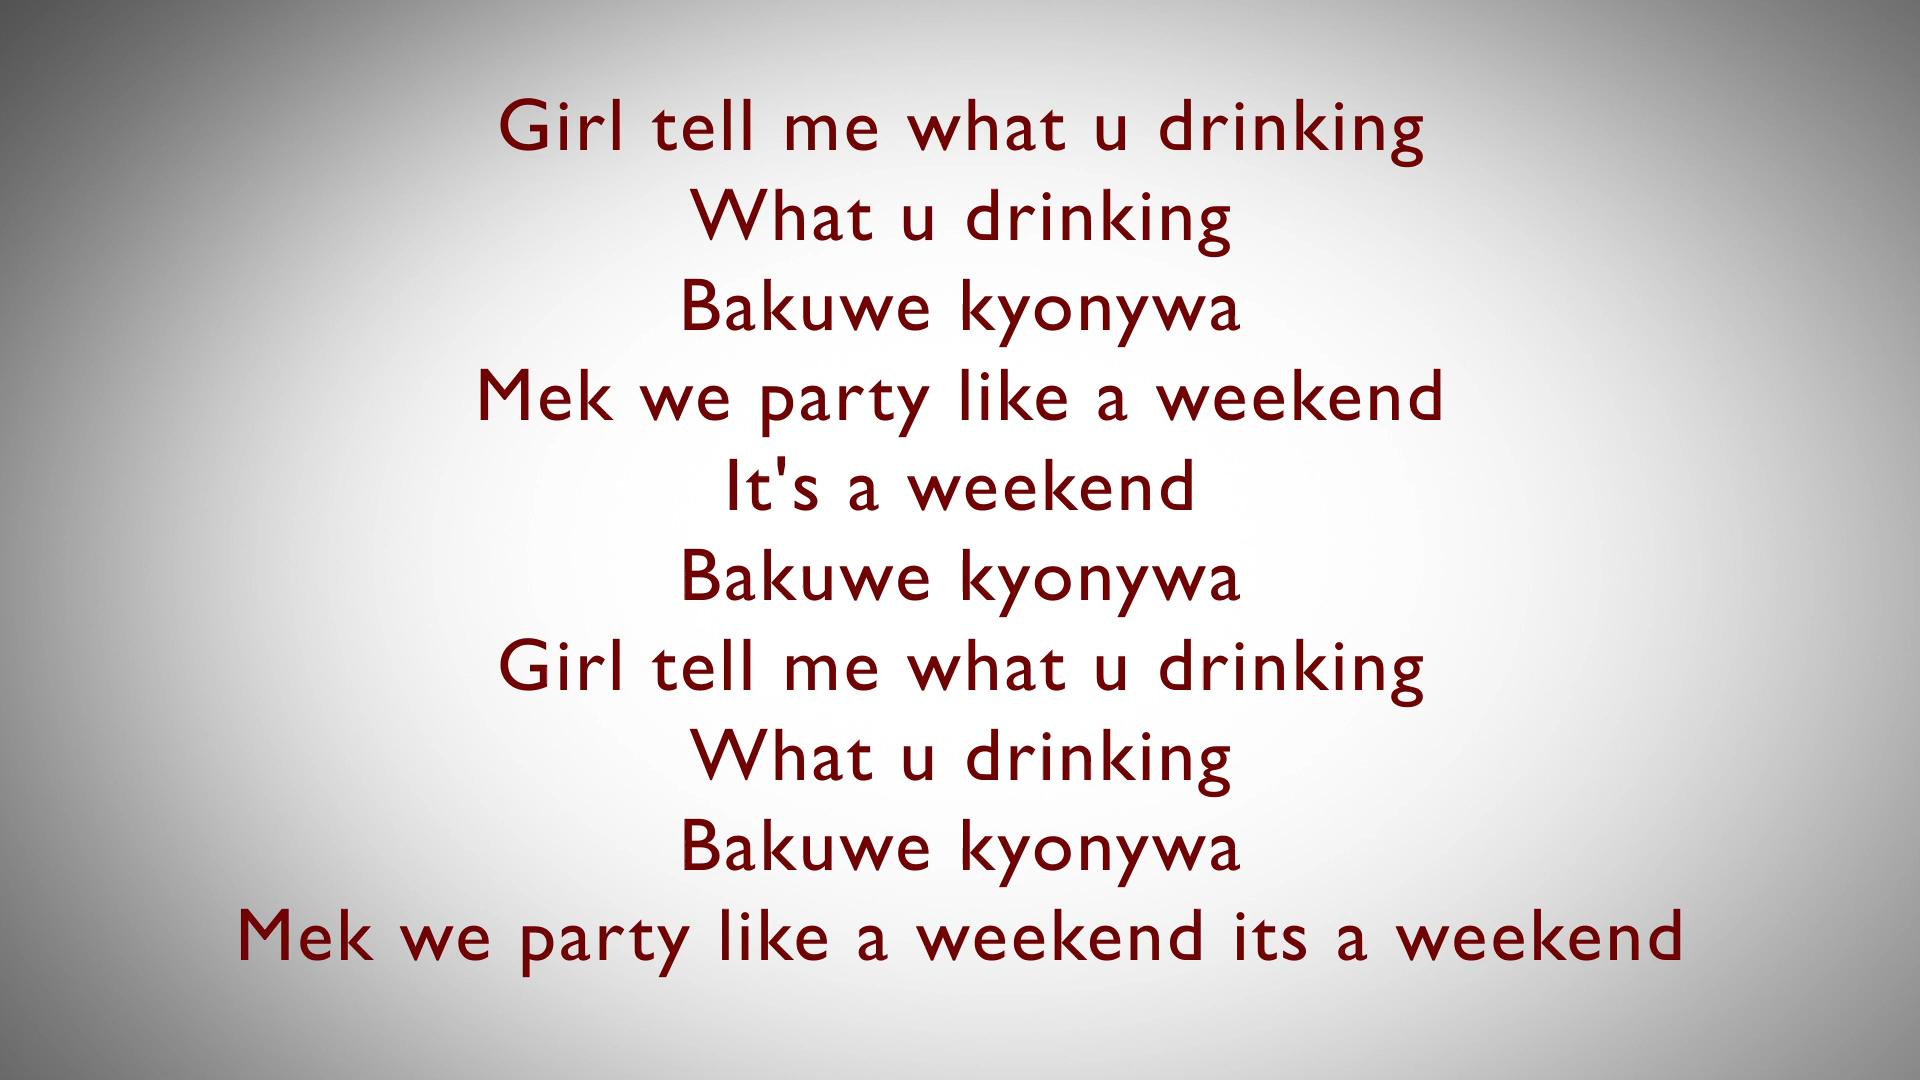 Girl tell me what u drinking
What u drinking
Bakuwe kyonywa
Mek we party like a weekend
It's a weekend
Bakuwe kyonywa
Girl tell me what u drinking
What u drinking
Bakuwe kyonywa
Mek we party like a weekend its a weekend